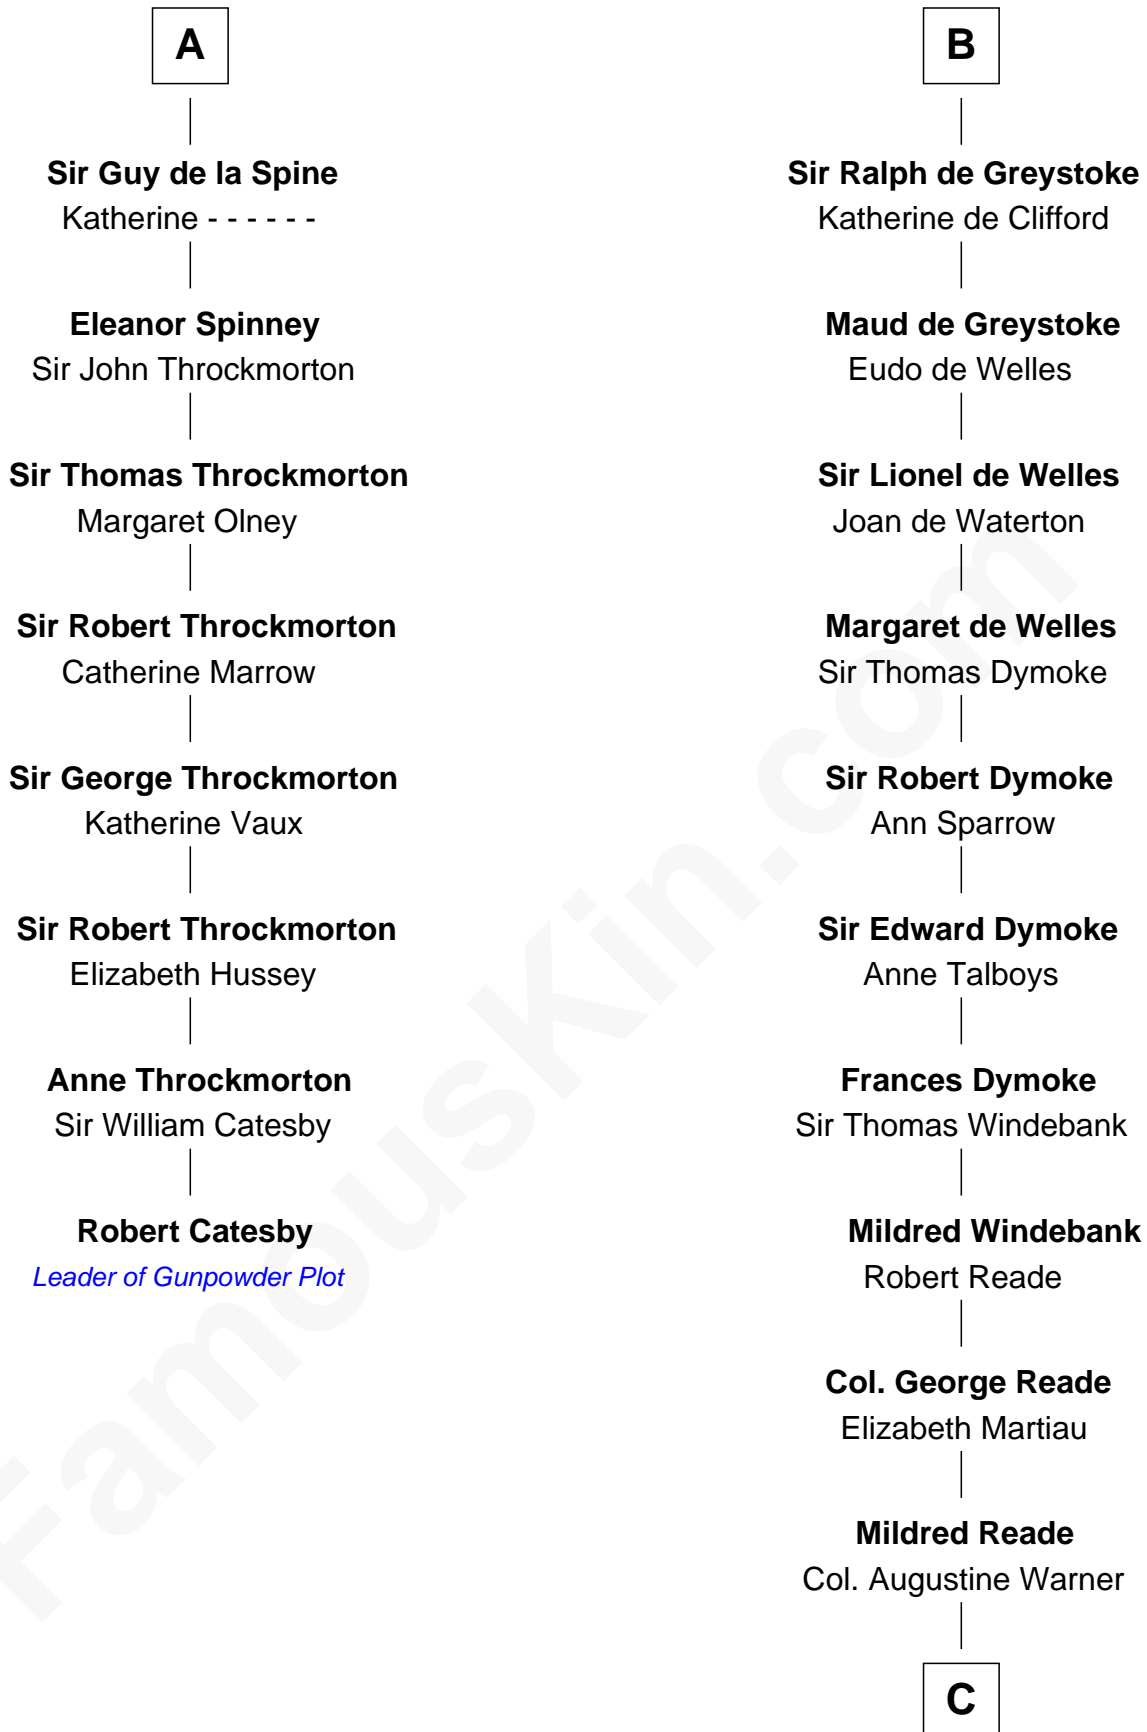 A
Sir Guy de la Spine
Katherine - - - - - -
Eleanor Spinney
Sir John Throckmorton
Sir Thomas Throckmorton
Margaret Olney
Sir Robert Throckmorton
Catherine Marrow
Sir George Throckmorton
Katherine Vaux
Sir Robert Throckmorton
Elizabeth Hussey
Anne Throckmorton
Sir William Catesby
Robert Catesby
Leader of Gunpowder Plot
B
Sir Ralph de Greystoke
Katherine de Clifford
Maud de Greystoke
Eudo de Welles
Sir Lionel de Welles
Joan de Waterton
Margaret de Welles
Sir Thomas Dymoke
Sir Robert Dymoke
Ann Sparrow
Sir Edward Dymoke
Anne Talboys
Frances Dymoke
Sir Thomas Windebank
Mildred Windebank
Robert Reade
Col. George Reade
Elizabeth Martiau
Mildred Reade
Col. Augustine Warner
C
FamousKin.com